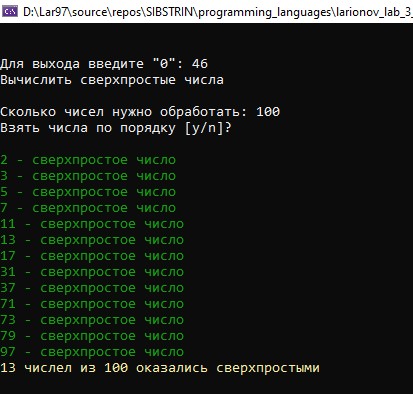 D:\Lar97\source\repos\SIBSTRIN\programming_languages\larionov_lab_3_
Для выхода введите "0": 46
Вычислить сверхпростые числа
Сколько чисел нужно обработать: 100
Взять числа по порядку [y/n]?
2 - сверхпростое число
3 - сверхпростое число
5 - сверхпростое число
7 - сверхпростое число
11 - сверхпростое число
13 - сверхпростое число
17 - сверхпростое число
31 - сверхпростое число
37 - сверхпростое число
71 - сверхпростое число
73 - сверхпростое число
79 - сверхпростое число
97 - сверхпростое число
13 числел из 100 оказались сверхпростыми